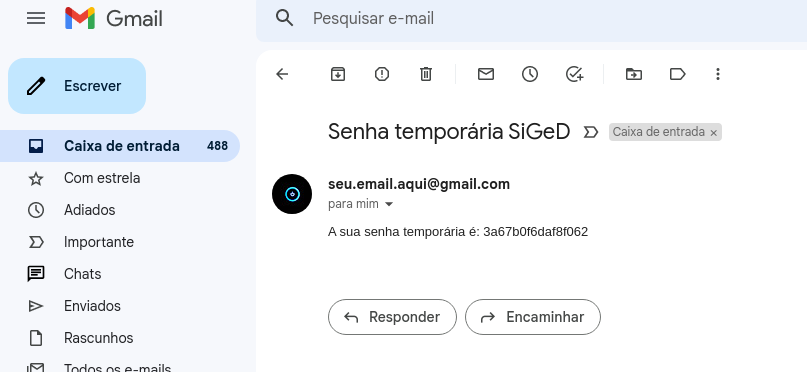 Gmail
Pesquisar e-mail
Escrever
Caixa de entrada 488
Com estrela
Adiados
Importante
Chats
Enviados
Rascunhos
Todos os e-mails
Senha temporária SiGeD Caixa de entrada ×
seu.email.aqui@gmail.com
para mim
A sua senha temporária é: 3a67b0f6daf8f062
Responder Encaminhar